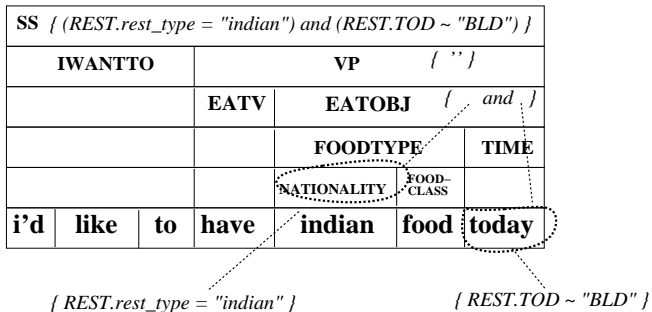 SS { (REST.rest_type = "indian") and (REST.TOD ~ "BLD") }
IWANTTO VP { '' }
EATV EATOBJ { and }
FOODTYPE TIME
NATIONALITY FOOD–
CLASS
i'd like to have indian food today
{ REST.rest_type = "indian" } { REST.TOD ~ "BLD" }